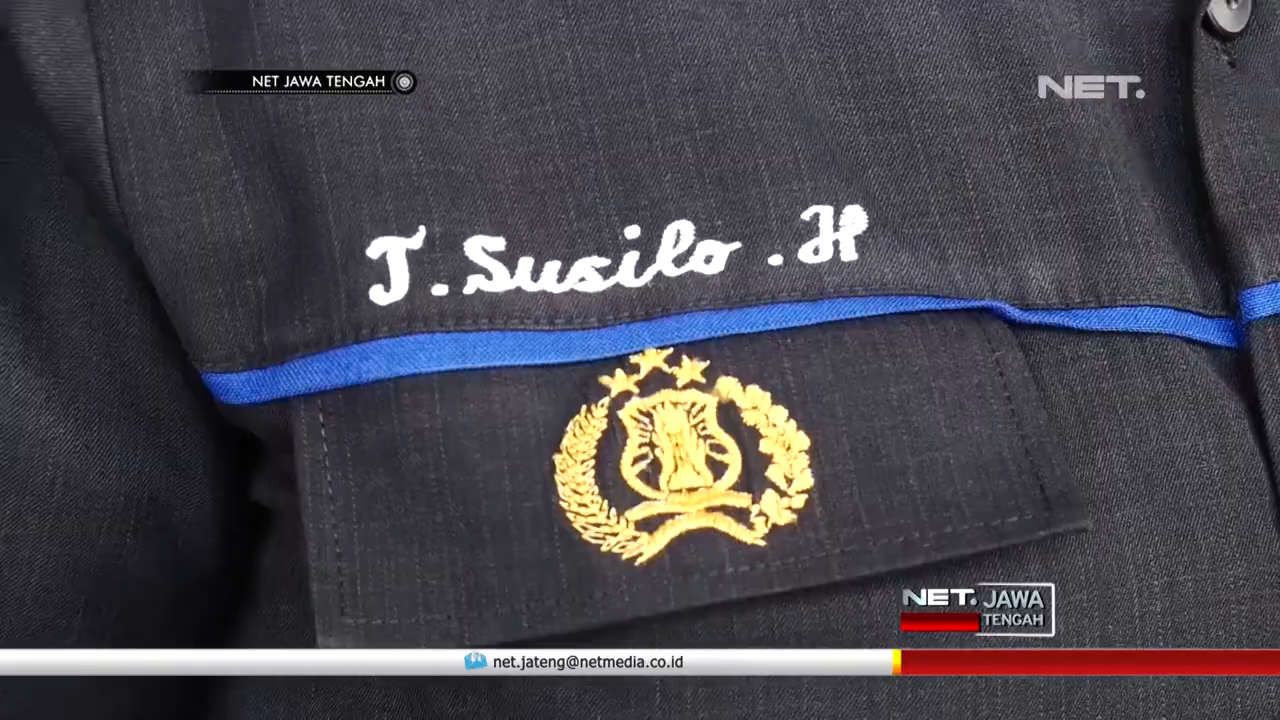 NET JAWA TENGAH
NET.
T. Susilo . H
NET. JAWA
TENGAH
net.jateng@netmedia.co.id